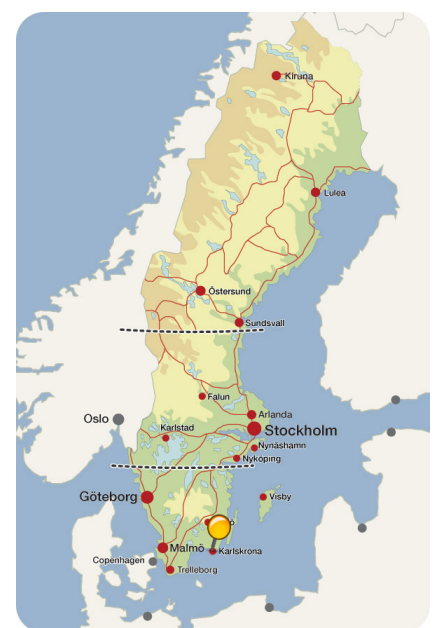 Kiruna
Lulea
Östersund
Sundsvall
Falun
Arlanda
Oslo
Karlstad
Stockholm
Nynäshamn
Nyköping
Göteborg
Visby
Malmö
Karlskrona
Copenhagen
Trelleborg